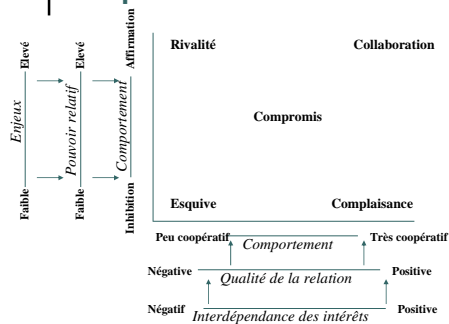 Enjeux
Elevé
Faible
Pouvoir relatif
Elevé
Faible
Comportement
Affirmation
Inhibition
Rivalité Collaboration
Compromis
Esquive Complaisance
Peu coopératif Comportement Très coopératif
Négative Qualité de la relation Positive
Négatif Interdépendance des intérêts Positive